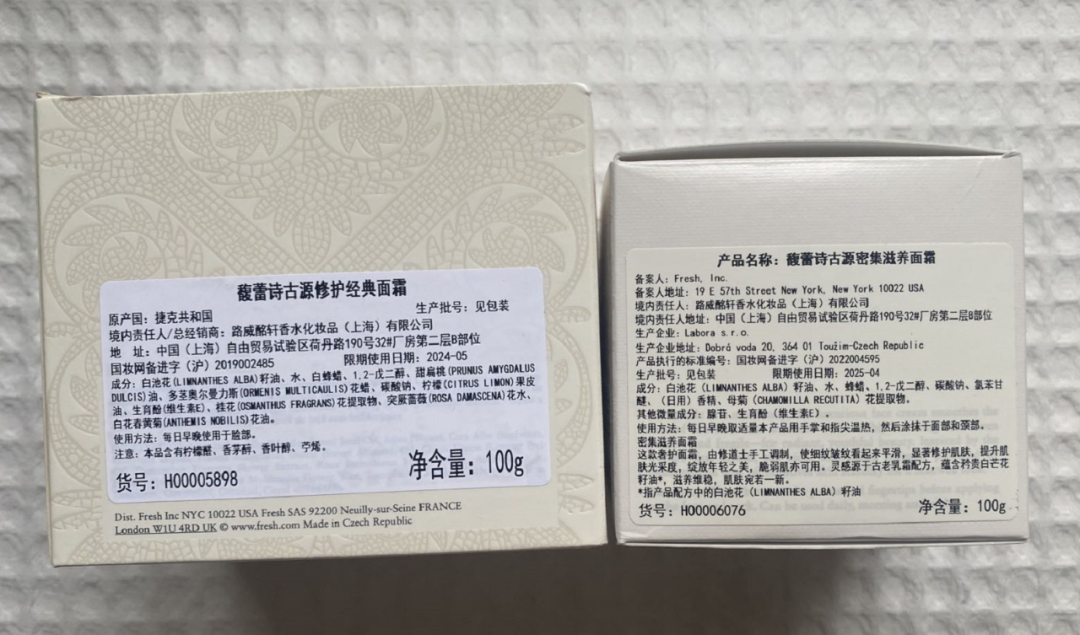 馥蕾诗古源修护经典面霜
原产国：捷克共和国 生产批号：见包装
境内责任人/总经销商：路威酩轩香水化妆品（上海）有限公司
地 址：中国（上海）自由贸易试验区荷丹路190号32#厂房第二层B部位
国妆网备进字（沪）2019002485 限期使用日期：2024-05
成分：白池花(LIMNANTHES ALBA)籽油、水、白蜂蜡、1,2-戊二醇、甜扁桃(PRUNUS AMYGDALUS
DULCIS)油、多茎奥尔曼力斯(ORMENIS MULTICAULIS)花蜡、碳酸钠、柠檬(CITRUS LIMON)果皮
油、生育酚(维生素E)、桂花(OSMANTHUS FRAGRANS)花提取物、突厥蔷薇(ROSA DAMASCENA)花水、
白花春黄菊(ANTHEMIS NOBILIS)花油。
使用方法：每日早晚使用于脸部。
注意：本品含有柠檬醛、香茅醇、香叶醇、苧烯。
货号：H00005898 净含量：100g
Dist. Fresh Inc NYC 10022 USA Fresh SAS 92200 Neuilly-sur-Seine FRANCE
London W1U 4RD UK © www.fresh.com Made in Czech Republic
产品名称：馥蕾诗古源密集滋养面霜
备案人：Fresh, Inc.
备案人地址：19 E 57th Street New York, New York 10022 USA
境内责任人：路威酩轩香水化妆品（上海）有限公司
境内责任人地址：中国（上海）自由贸易试验区荷丹路190号32#厂房第二层B部位
生产企业：Labora s.r.o.
生产企业地址：Dobrá voda 20, 364 01 Toužim-Czech Republic
产品执行的标准编号：国妆网备进字（沪）2022004595
生产批号：见包装 限期使用日期：2025-04
成分：白池花（LIMNANTHES ALBA）籽油、水、蜂蜡、1,2-戊二醇、碳酸钠、氯苯甘
醚、（日用）香精、母菊（CHAMOMILLA RECUTITA）花提取物。
其他微量成分：腺苷、生育酚（维生素E）。
使用方法：每日早晚取适量本产品用手掌和指尖温热，然后涂抹于面部和颈部。
密集滋养面霜
这款奢护面霜，由修道士手工调制，使细纹皱纹看起来平滑，显著修护肌肤，提升肌
肤光采度，绽放年轻之美，脆弱肌亦可用。灵感源于古老乳霜配方，蕴含矜贵白芒花
籽油*，滋养维稳，肌肤宛若一新。
*指产品配方中的白池花（LIMNANTHES ALBA）籽油
货号：H00006076 净含量：100g